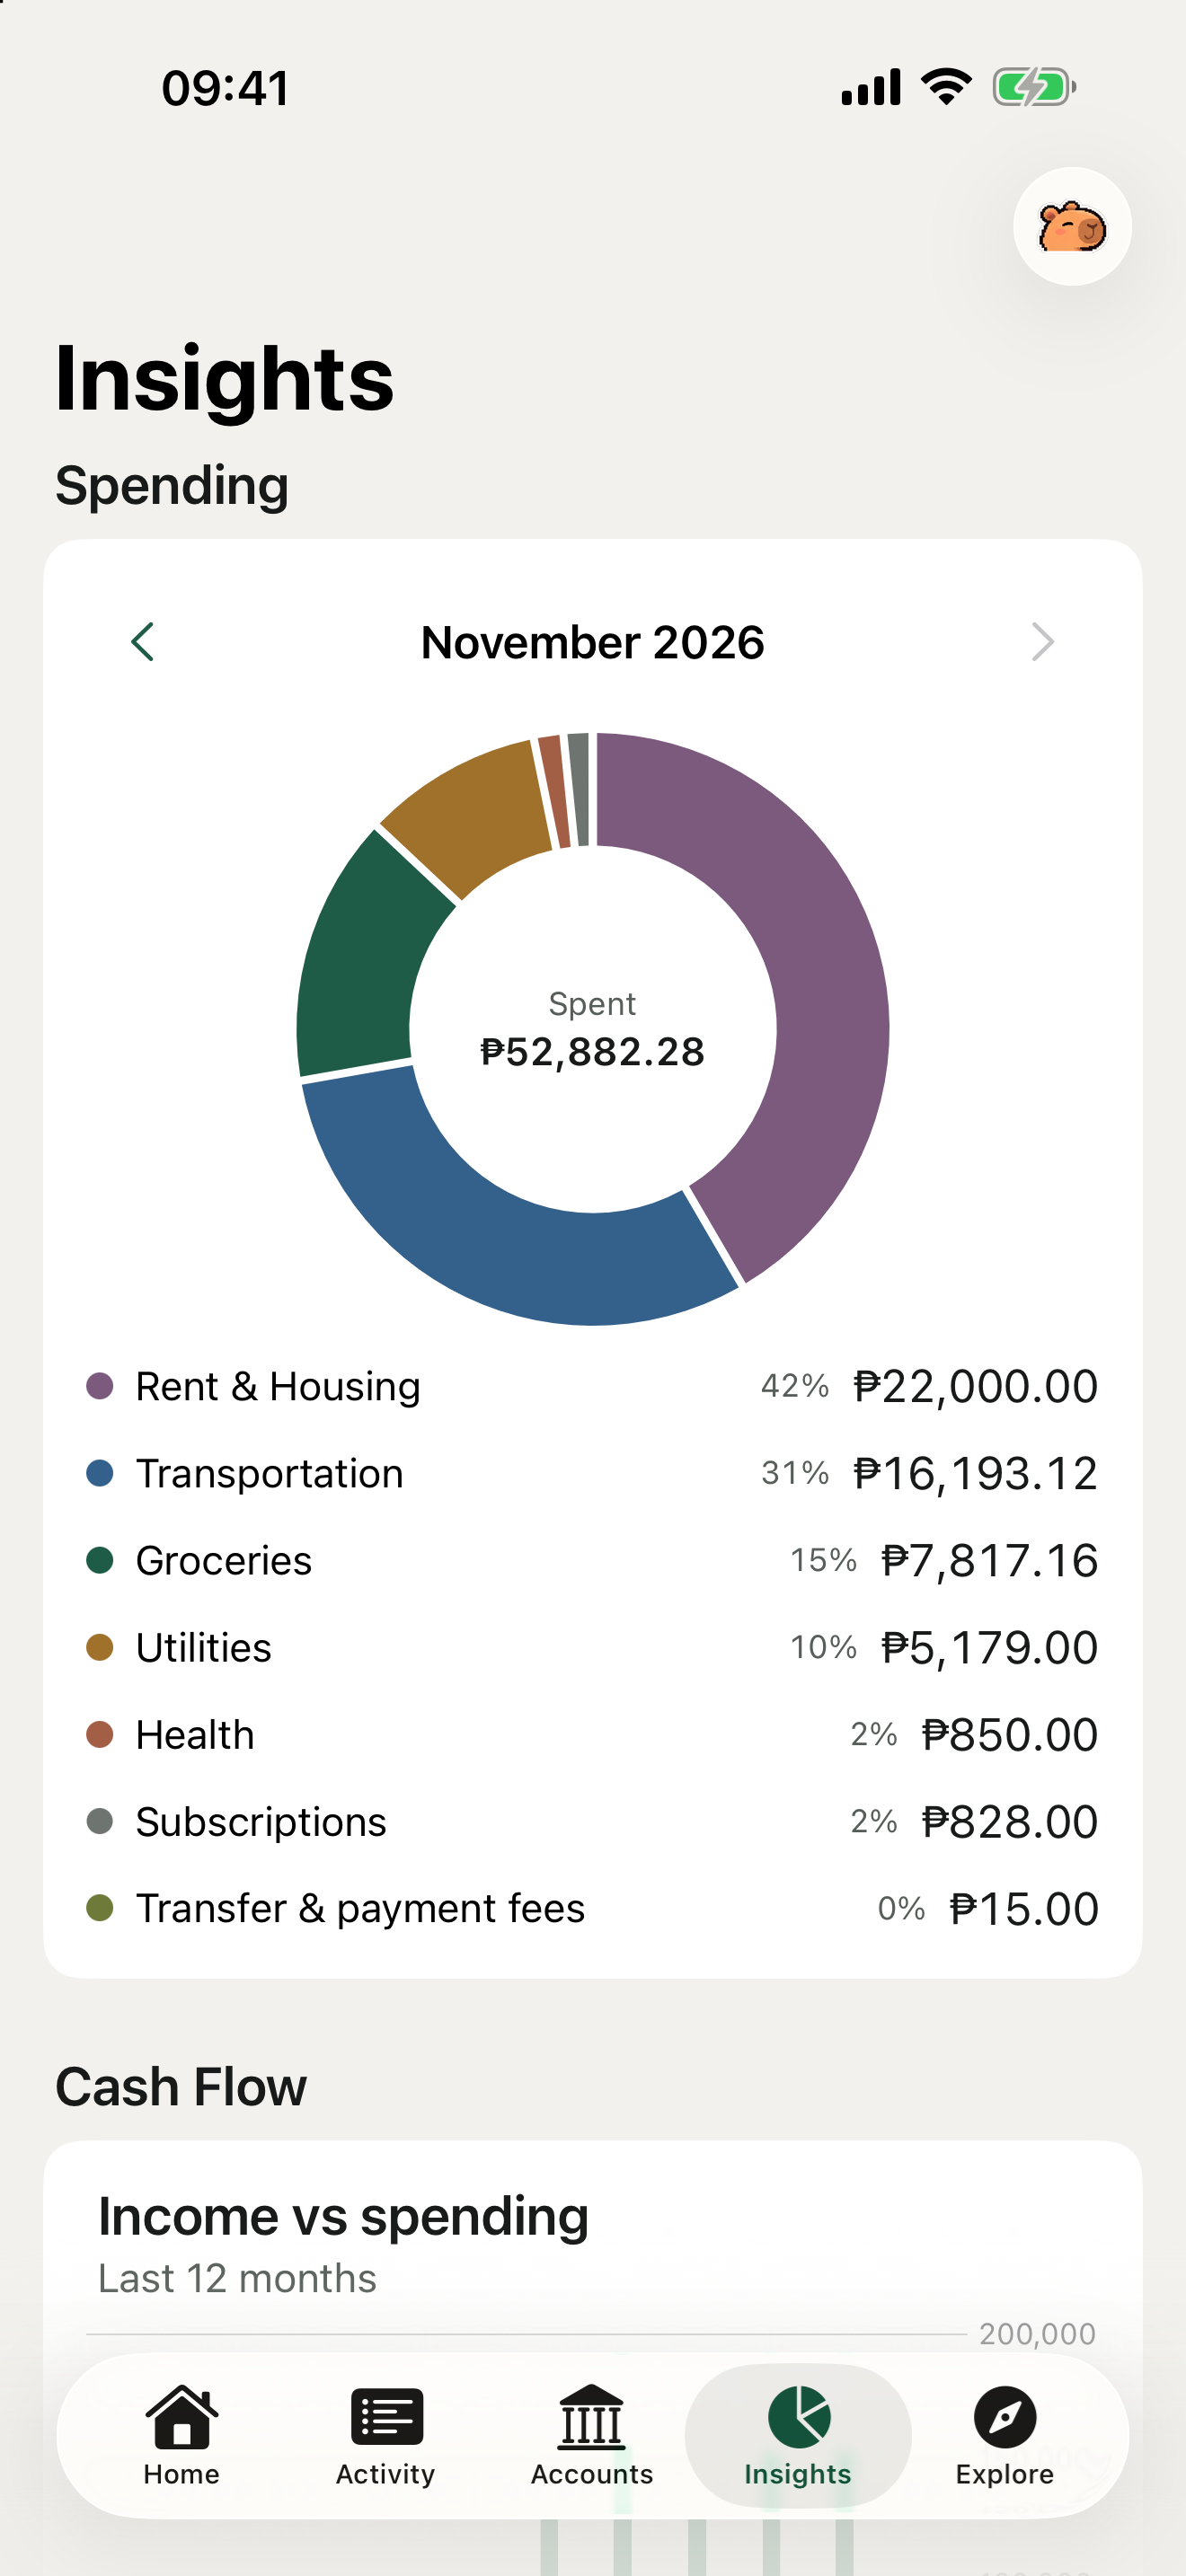 09:41
Insights
Spending
November 2026
Spent
₱52,882.28
Rent & Housing 42% ₱22,000.00
Transportation 31% ₱16,193.12
Groceries 15% ₱7,817.16
Utilities 10% ₱5,179.00
Health 2% ₱850.00
Subscriptions 2% ₱828.00
Transfer & payment fees 0% ₱15.00
Cash Flow
Income vs spending
Last 12 months
200,000
Home Activity Accounts Insights Explore